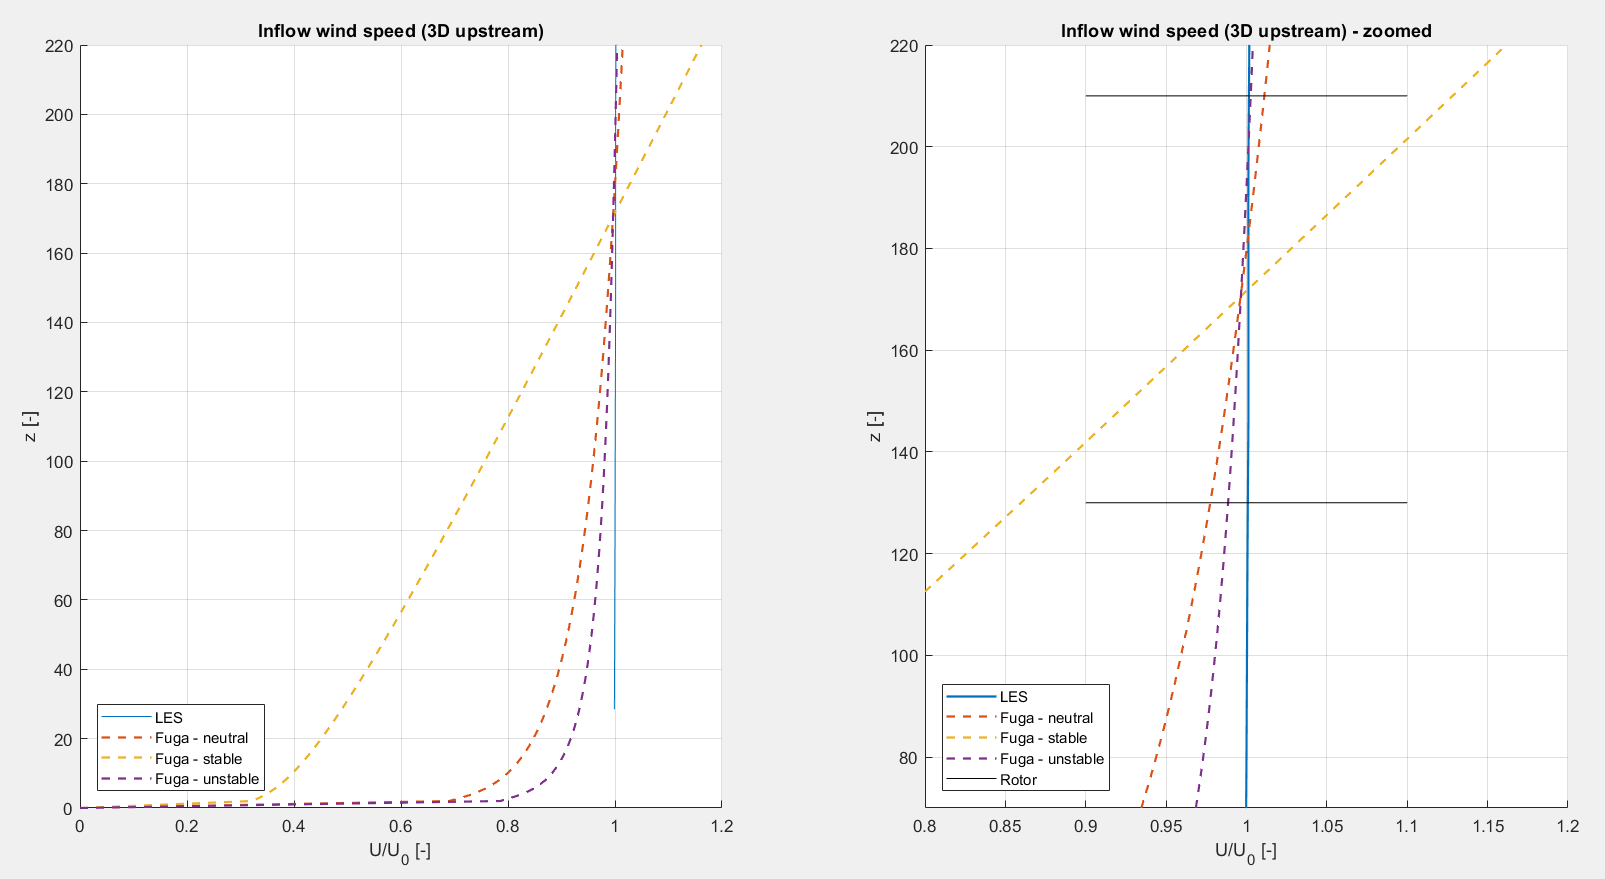 Inflow wind speed (3D upstream)
220
200
180
160
140
120
100
80
60
40
20
0
z [-]
LES
Fuga - neutral
Fuga - stable
Fuga - unstable
0 0.2 0.4 0.6 0.8 1 1.2
U/U0 [-]
Inflow wind speed (3D upstream) - zoomed
220
200
180
160
140
120
100
80
z [-]
LES
Fuga - neutral
Fuga - stable
Fuga - unstable
Rotor
0.8 0.85 0.9 0.95 1 1.05 1.1 1.15 1.2
U/U0 [-]